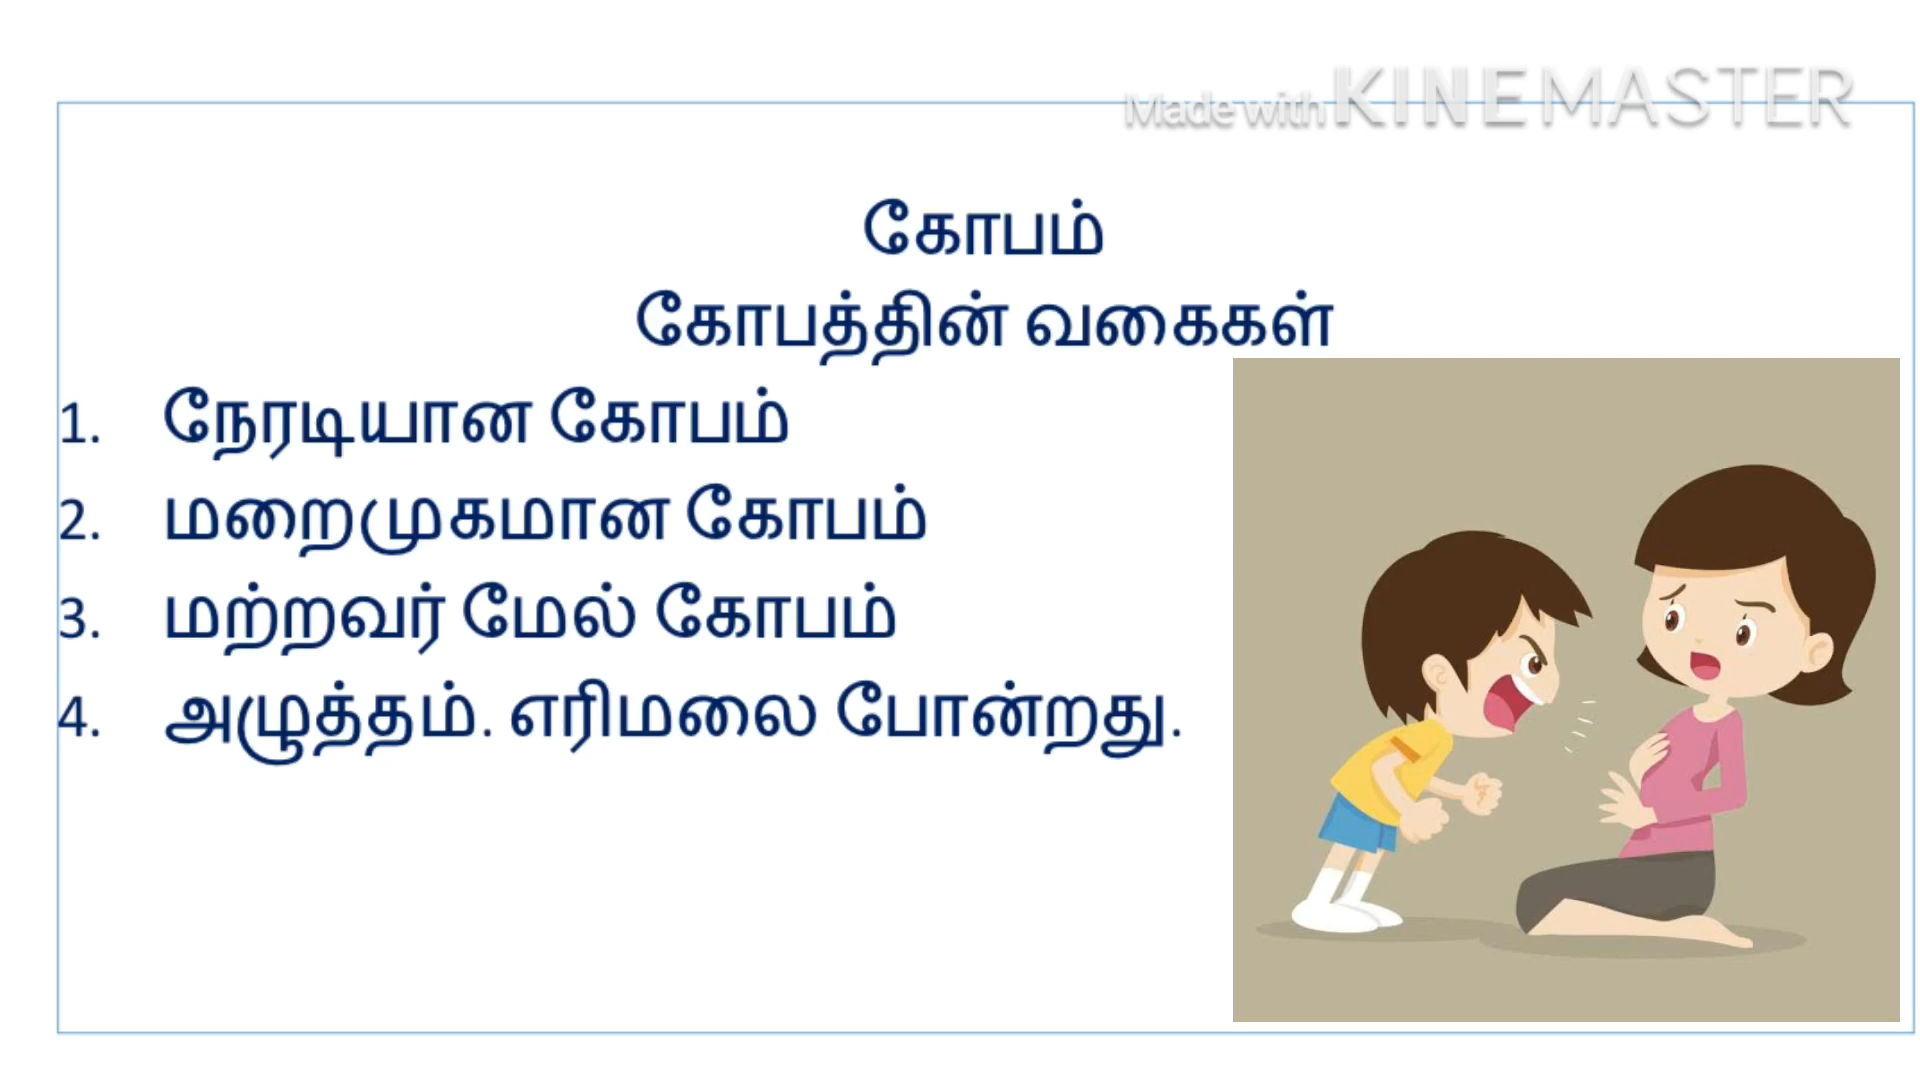 Made with KINEMASTER
கோபம்
கோபத்தின் வகைகள்
1. நேரடியான கோபம்
2. மறைமுகமான கோபம்
3. மற்றவர் மேல் கோபம்
4. அழுத்தம். எரிமலை போன்றது.